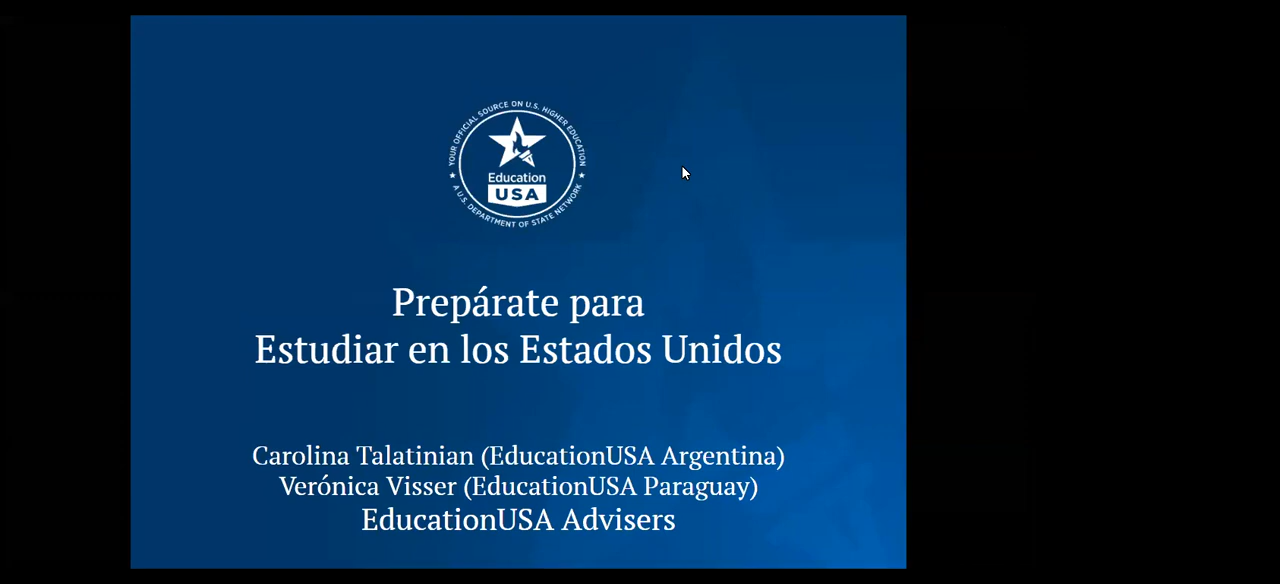 YOUR OFFICIAL SOURCE ON U.S. HIGHER EDUCATION
Education
USA
A U.S. DEPARTMENT OF STATE NETWORK
Prepárate para
Estudiar en los Estados Unidos
Carolina Talatinian (EducationUSA Argentina)
Verónica Visser (EducationUSA Paraguay)
EducationUSA Advisers